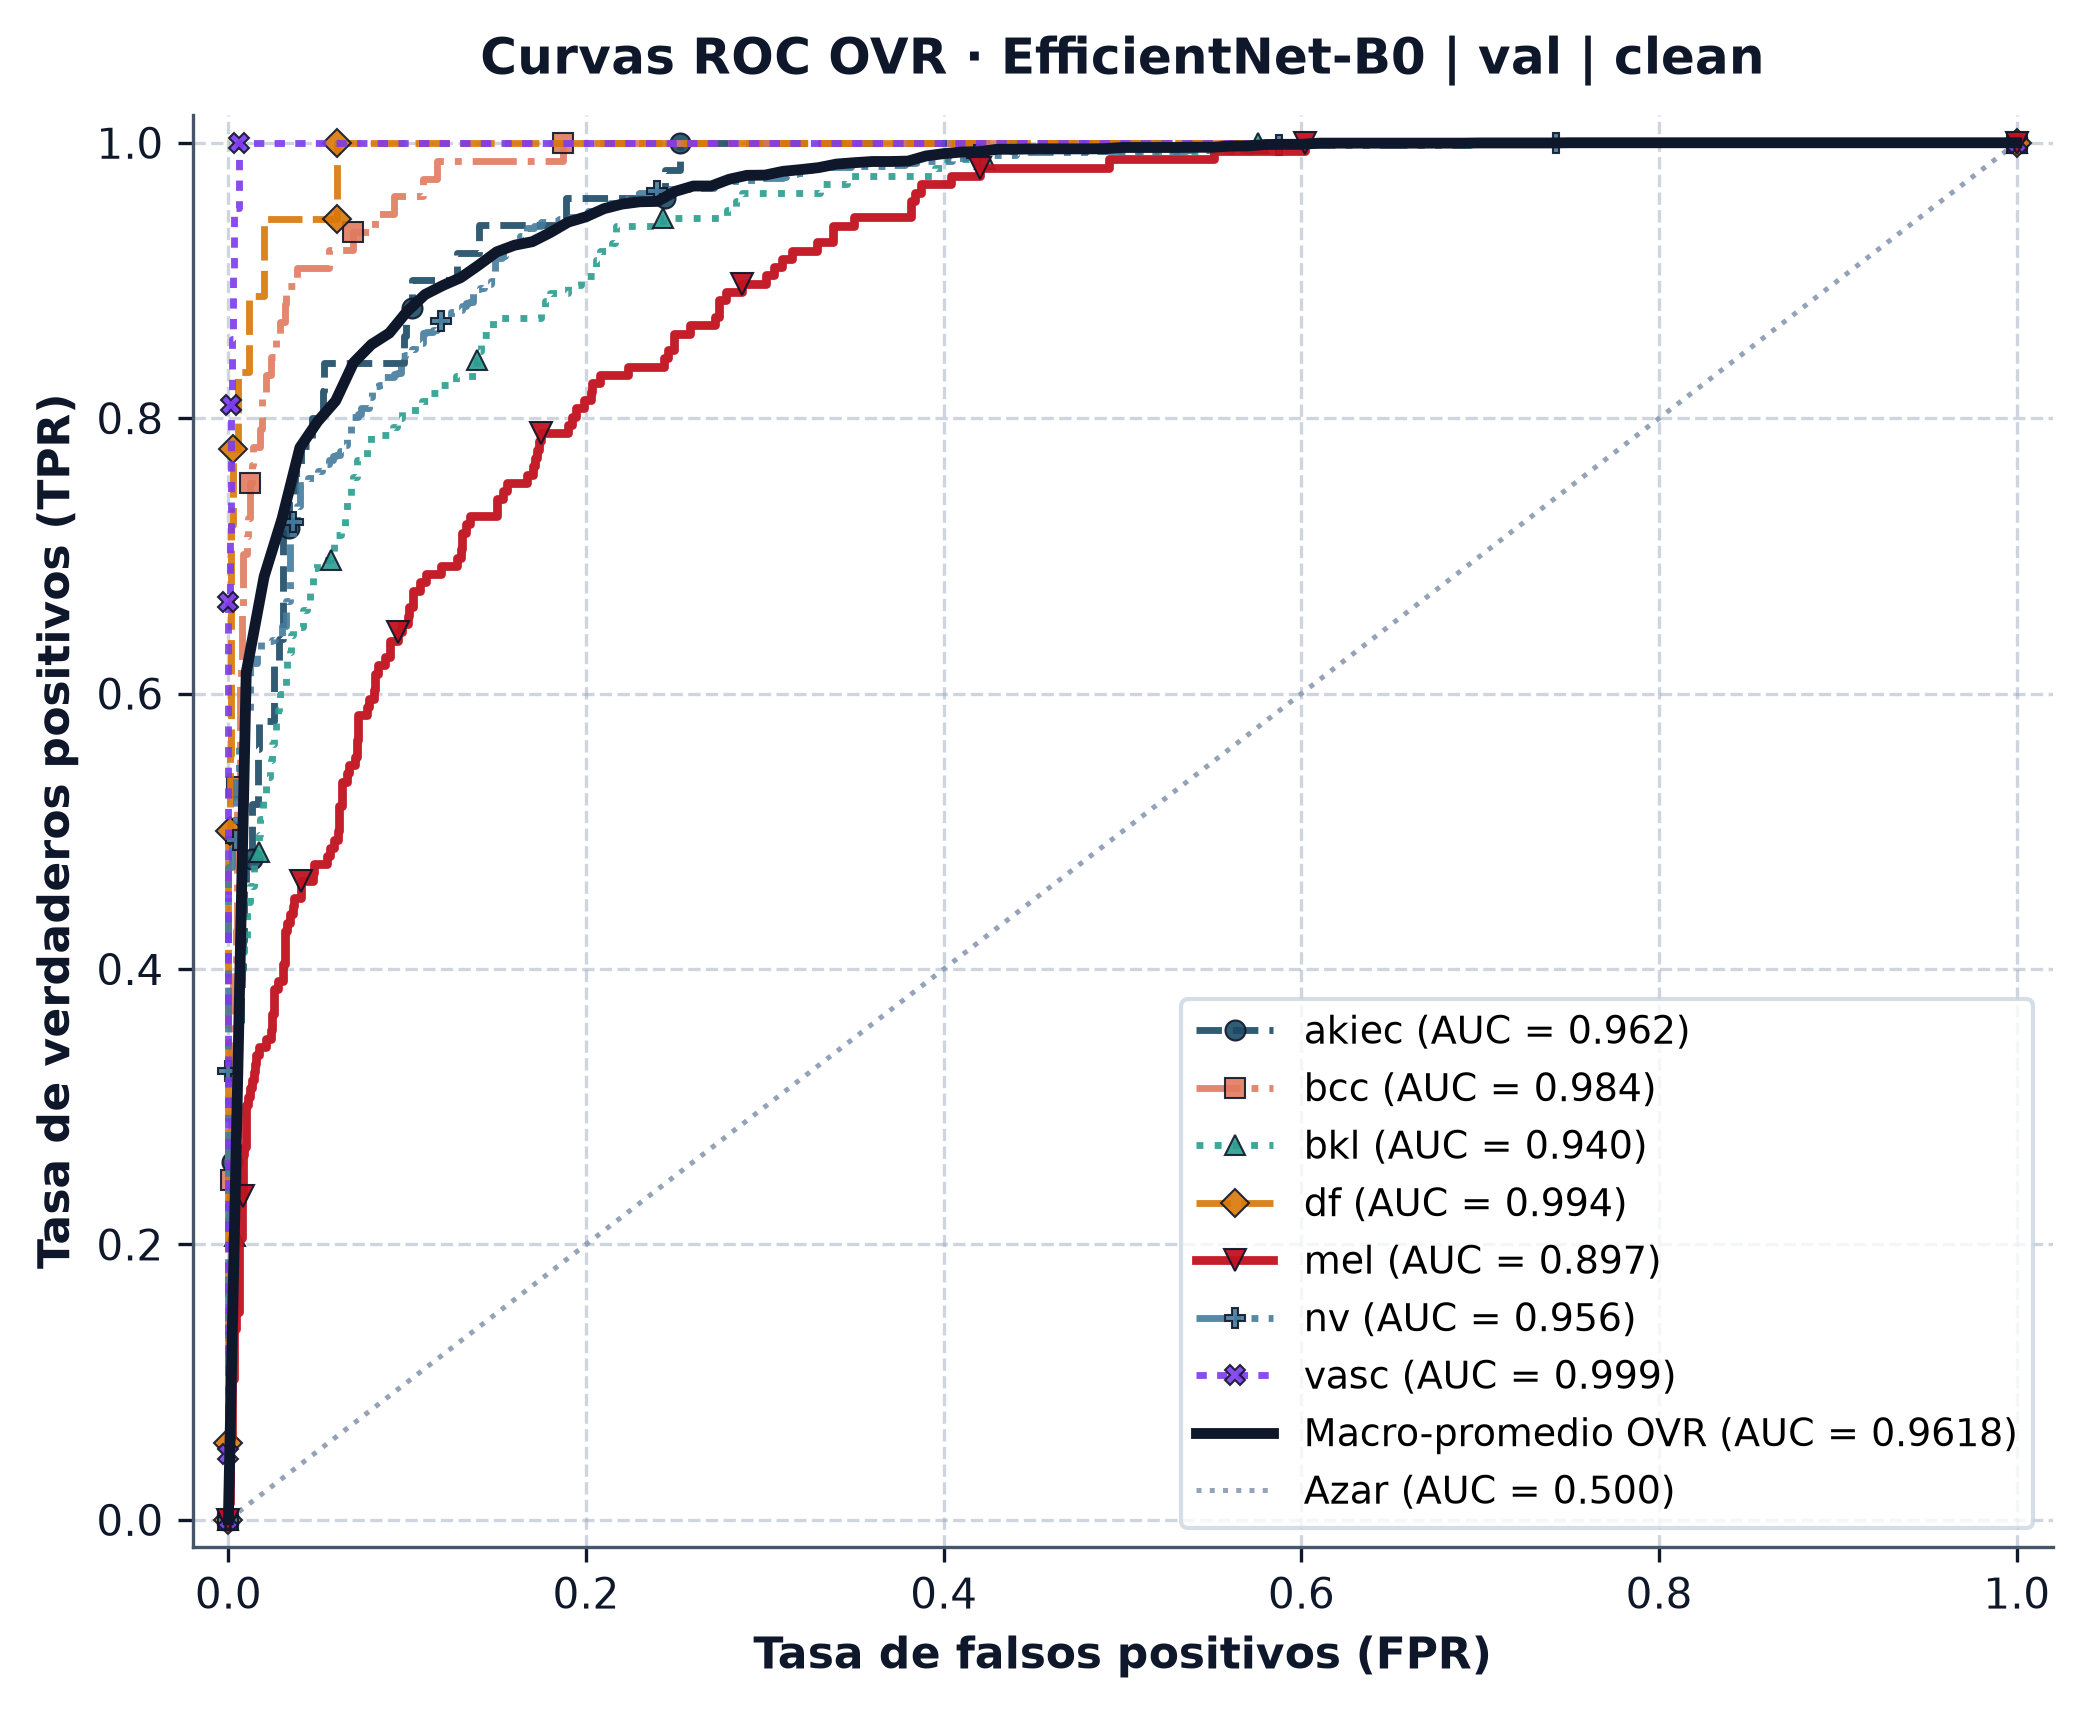 Curvas ROC OVR · EfficientNet-B0 | val | clean
Tasa de verdaderos positivos (TPR)
1.0
0.8
0.6
0.4
0.2
0.0
akiec (AUC = 0.962)
bcc (AUC = 0.984)
bkl (AUC = 0.940)
df (AUC = 0.994)
mel (AUC = 0.897)
nv (AUC = 0.956)
vasc (AUC = 0.999)
Macro-promedio OVR (AUC = 0.9618)
Azar (AUC = 0.500)
0.0 0.2 0.4 0.6 0.8 1.0
Tasa de falsos positivos (FPR)